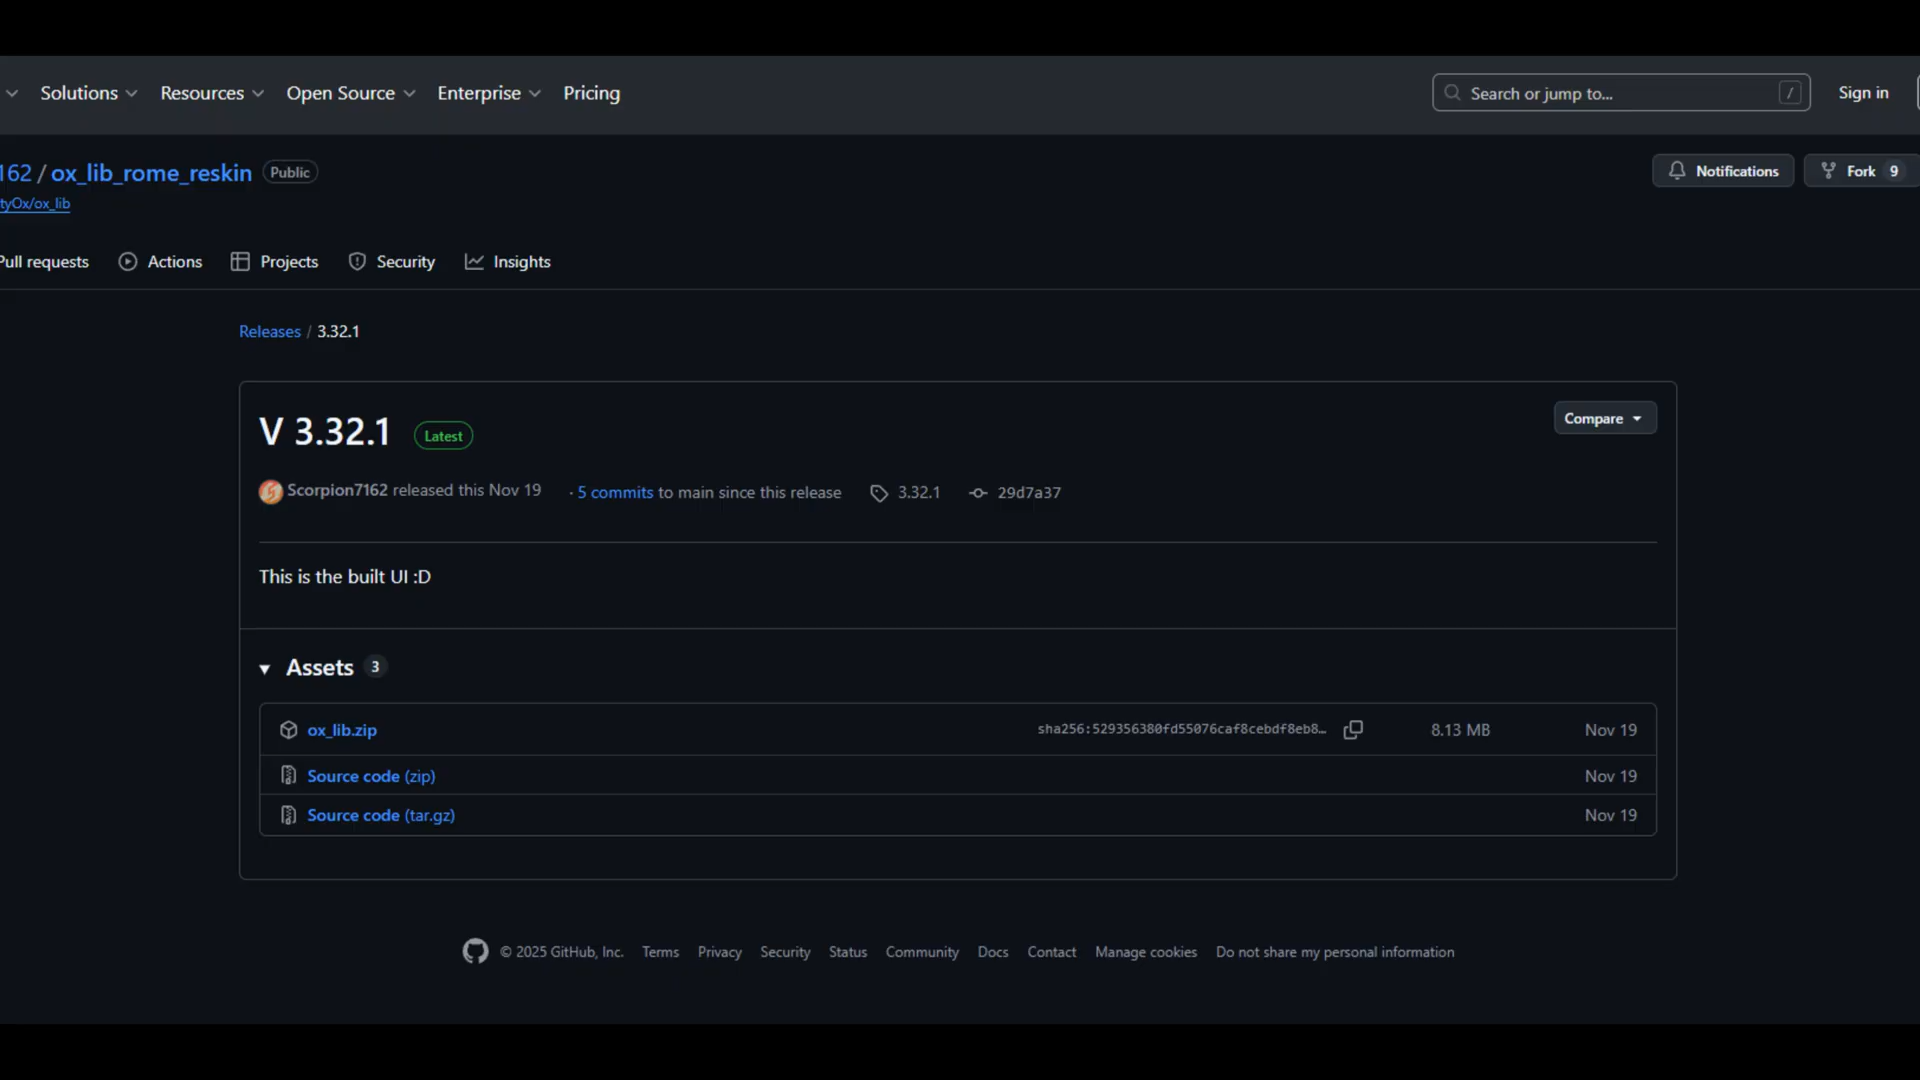 Solutions Resources Open Source Enterprise Pricing Search or jump to... / Sign in
162 / ox_lib_rome_reskin Public Notifications Fork 9
tyOx/ox_lib
Pull requests Actions Projects Security Insights
Releases / 3.32.1
V 3.32.1 Latest Compare
Scorpion7162 released this Nov 19 · 5 commits to main since this release 3.32.1 29d7a37
This is the built UI :D
Assets 3
ox_lib.zip sha256:529356380fd55076caf8cebdf8eb8… 8.13 MB Nov 19
Source code (zip) Nov 19
Source code (tar.gz) Nov 19
© 2025 GitHub, Inc. Terms Privacy Security Status Community Docs Contact Manage cookies Do not share my personal information